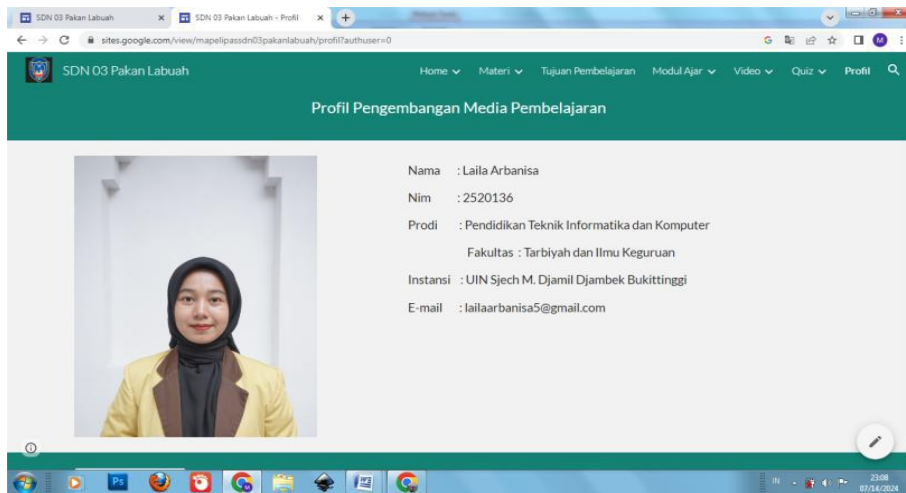 SDN 03 Pakan Labuah
SDN 03 Pakan Labuah - Profil
sites.google.com/view/mapelipassdn03pakanlabuah/profil?authuser=0
SDN 03 Pakan Labuah
Home Materi Tujuan Pembelajaran Modul Ajar Video Quiz Profil
Profil Pengembangan Media Pembelajaran
Nama : Laila Arbanisa
Nim : 2520136
Prodi : Pendidikan Teknik Informatika dan Komputer
Fakultas : Tarbiyah dan Ilmu Keguruan
Instansi : UIN Sjech M. Djamil Djambek Bukittinggi
E-mail : lailaarbanisa5@gmail.com
Ps
IN
23:08
07/14/2024